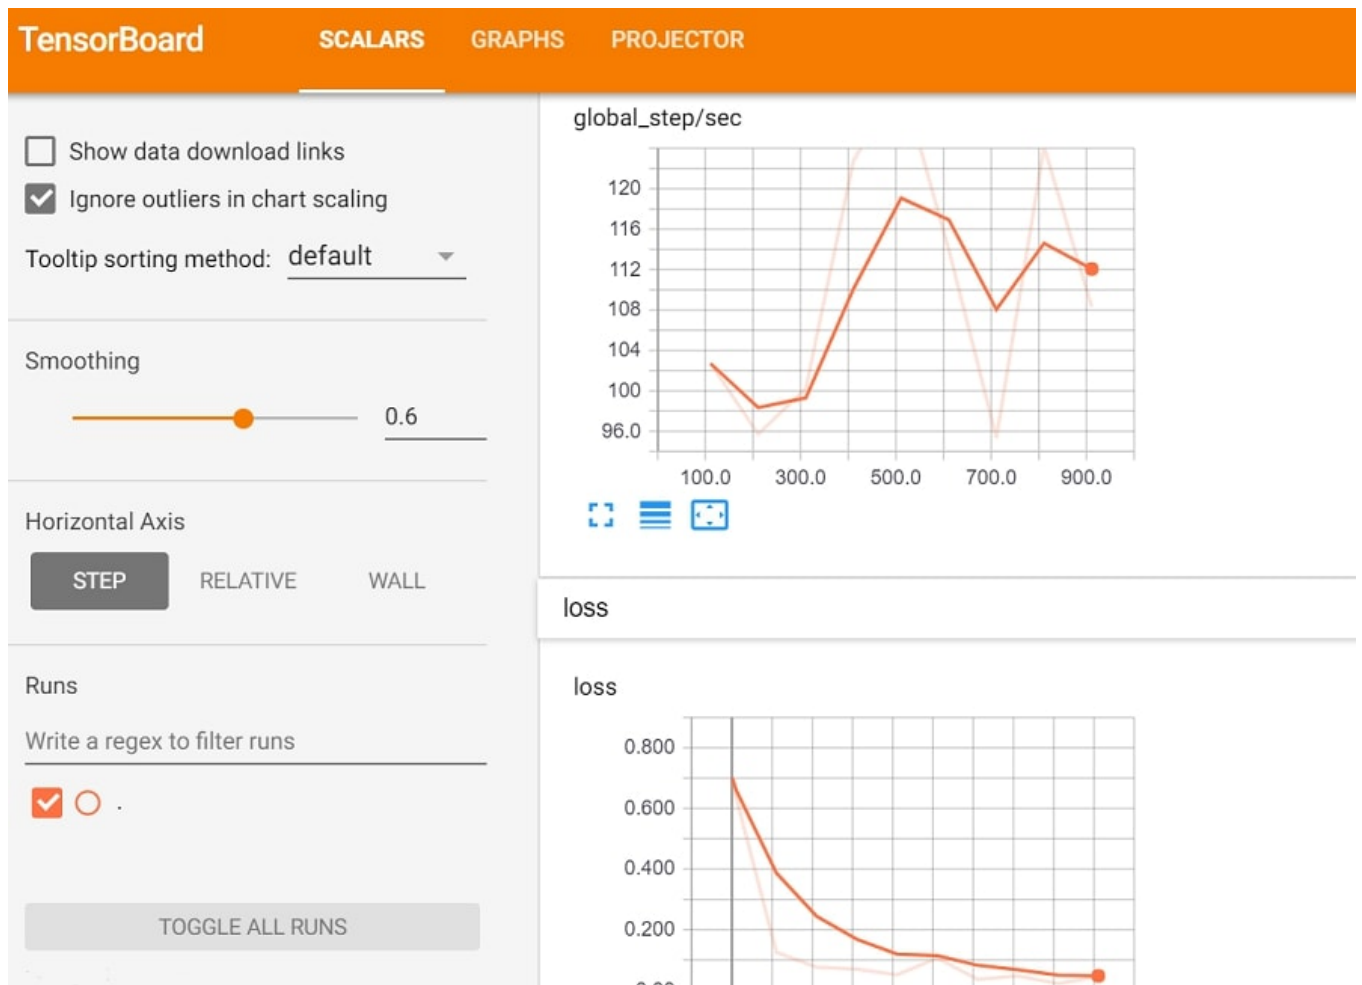 TensorBoard SCALARS GRAPHS PROJECTOR
Show data download links
Ignore outliers in chart scaling
Tooltip sorting method: default
Smoothing
0.6
Horizontal Axis
STEP RELATIVE WALL
Runs
Write a regex to filter runs
.
TOGGLE ALL RUNS
global_step/sec
120
116
112
108
104
100
96.0
100.0 300.0 500.0 700.0 900.0
loss
loss
0.800
0.600
0.400
0.200